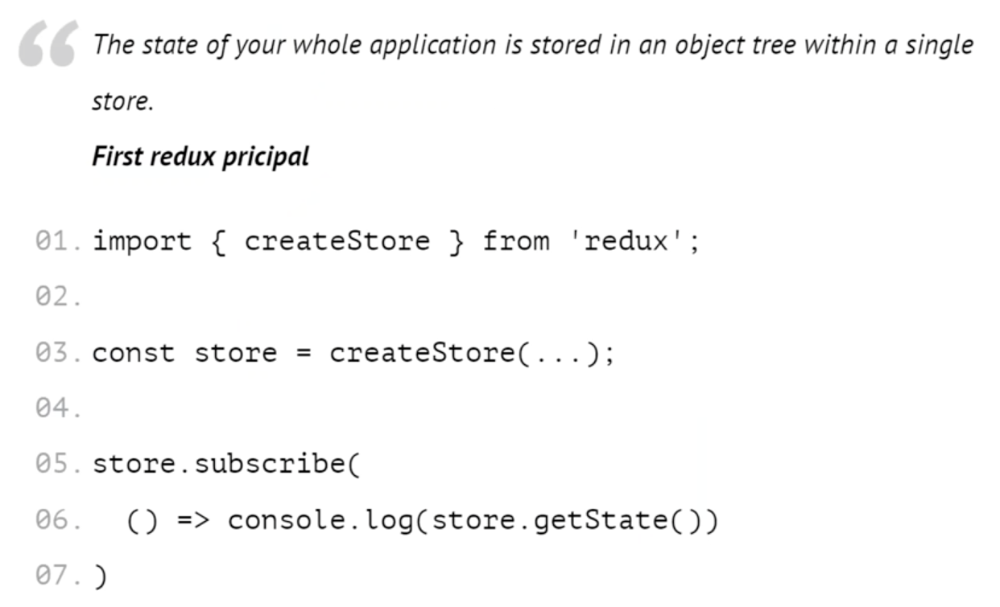 “ The state of your whole application is stored in an object tree within a single
store.
First redux pricipal
01. import { createStore } from 'redux';
02.
03. const store = createStore(...);
04.
05. store.subscribe(
06.   () => console.log(store.getState())
07. )